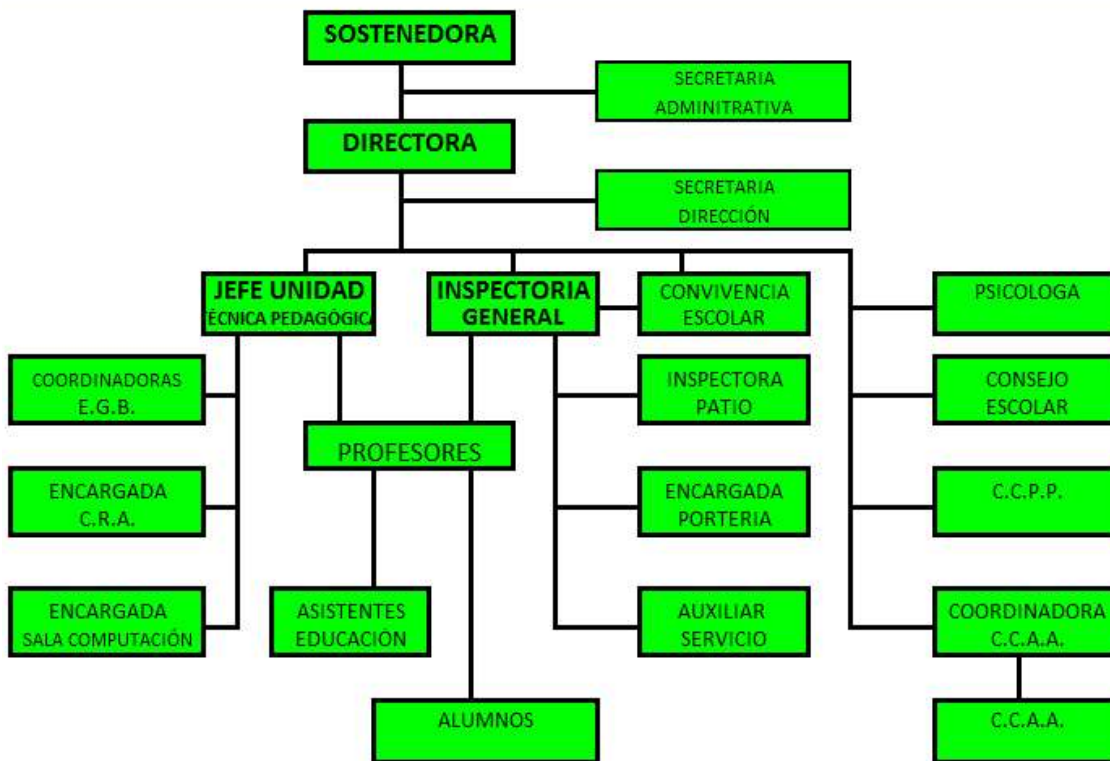 SOSTENEDORA
SECRETARIA
ADMINITRATIVA
DIRECTORA
SECRETARIA
DIRECCIÓN
JEFE UNIDAD
TÉCNICA PEDAGÓGICA
INSPECTORIA
GENERAL
CONVIVENCIA
ESCOLAR
PSICOLOGA
COORDINADORAS
E.G.B.
INSPECTORA
PATIO
CONSEJO
ESCOLAR
PROFESORES
ENCARGADA
C.R.A.
ENCARGADA
PORTERIA
C.C.P.P.
ENCARGADA
SALA COMPUTACIÓN
ASISTENTES
EDUCACIÓN
AUXILIAR
SERVICIO
COORDINADORA
C.C.A.A.
ALUMNOS
C.C.A.A.